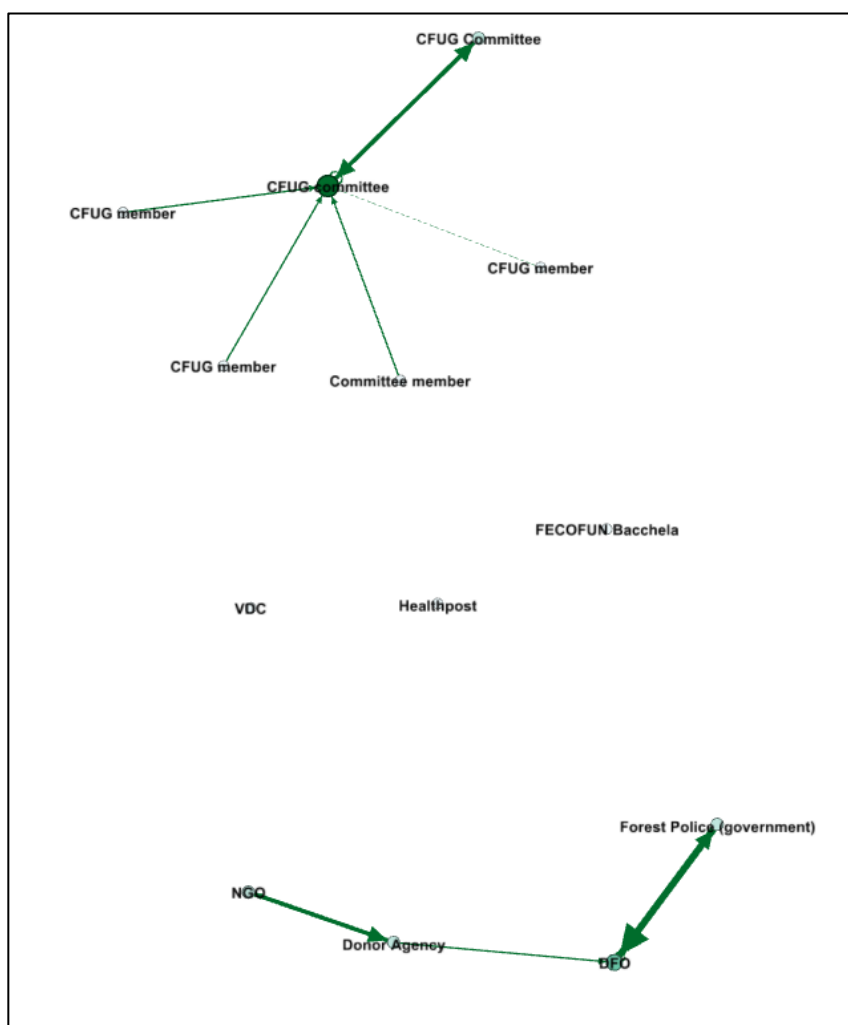 CFUG Committee
CFUG committee
CFUG member
CFUG member
CFUG member
Committee member
FECOFUN Bacchela
VDC
Healthpost
Forest Police (government)
NGO
Donor Agency
DFO